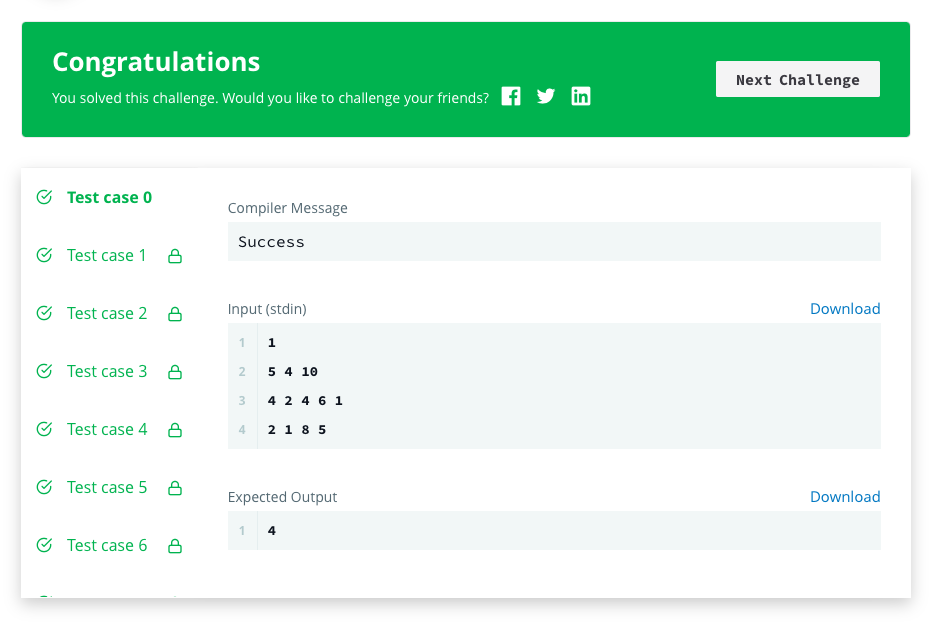 Congratulations
You solved this challenge. Would you like to challenge your friends?
Next Challenge
Test case 0
Test case 1
Test case 2
Test case 3
Test case 4
Test case 5
Test case 6
Compiler Message
Success
Input (stdin)
Download
1 1
2 5 4 10
3 4 2 4 6 1
4 2 1 8 5
Expected Output
Download
1 4